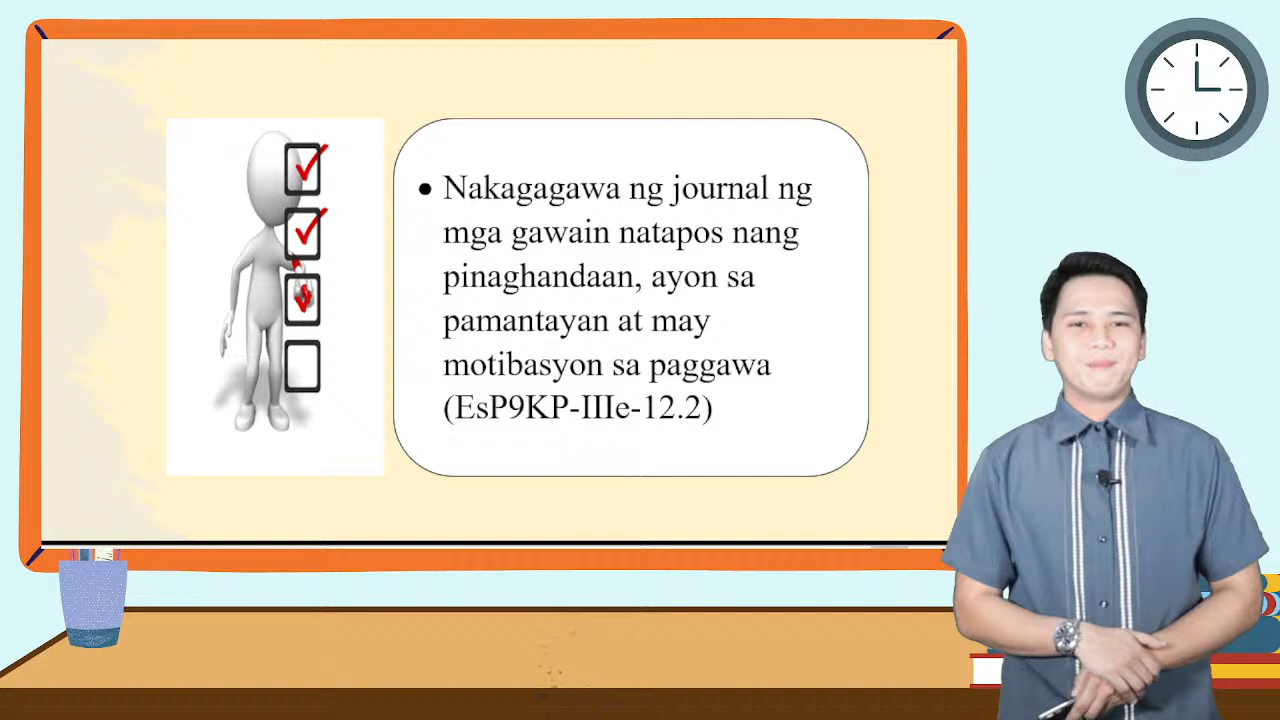 • Nakagagawa ng journal ng
mga gawain natapos nang
pinaghandaan, ayon sa
pamantayan at may
motibasyon sa paggawa
(EsP9KP-IIIe-12.2)